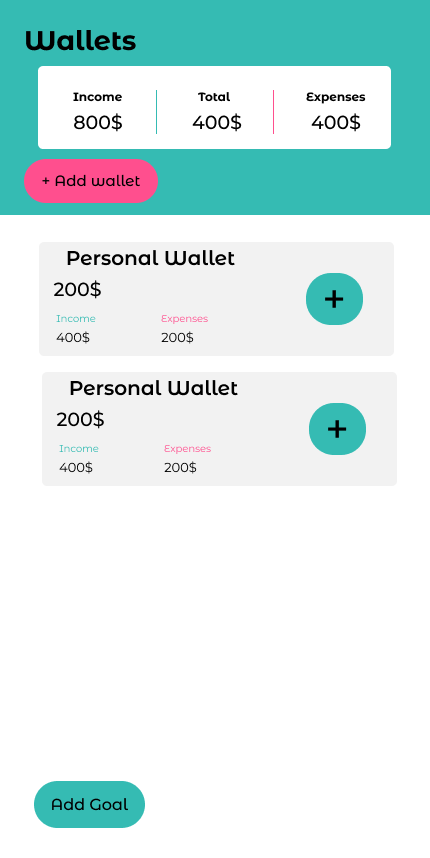 Wallets
Income Total Expenses
800$ 400$ 400$
+ Add wallet
Personal Wallet
200$
+
Income Expenses
400$ 200$
Personal Wallet
200$
+
Income Expenses
400$ 200$
Add Goal